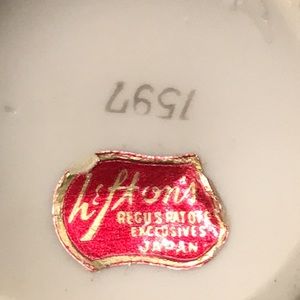 1597
Lefton's
REG U.S. PAT. OFF.
EXCLUSIVES
JAPAN